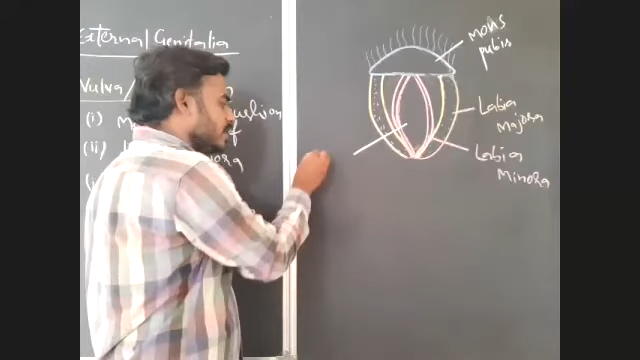 External Genitalia
Vulva/
(i) M
(ii)
(i
mons
pubis
Labia
Majora
Labia
Minora